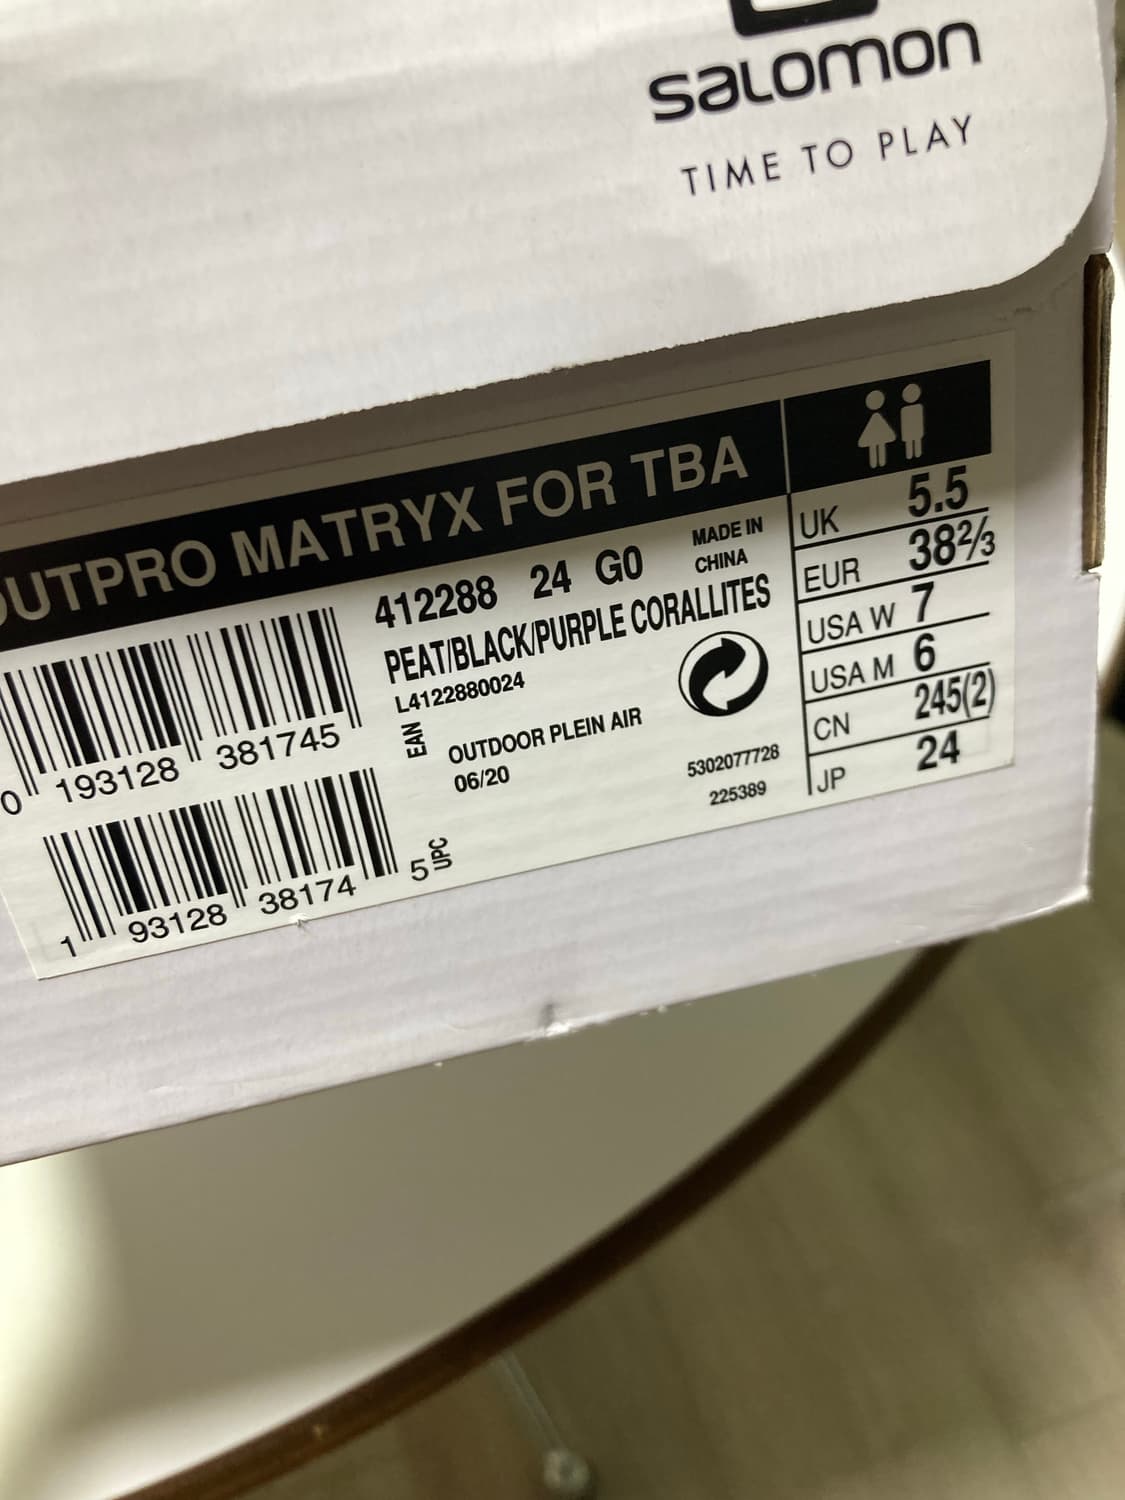 salomon
TIME TO PLAY
OUTPRO MATRYX FOR TBA
412288 24 G0
MADE IN
CHINA
PEAT/BLACK/PURPLE CORALLITES
L4122880024
EAN
OUTDOOR PLEIN AIR
06/20
5302077728
225389
0 193128 381745
1 93128 38174 5
UPC
UK 5.5
EUR 38⅔
USA W 7
USA M 6
CN 245(2)
JP 24